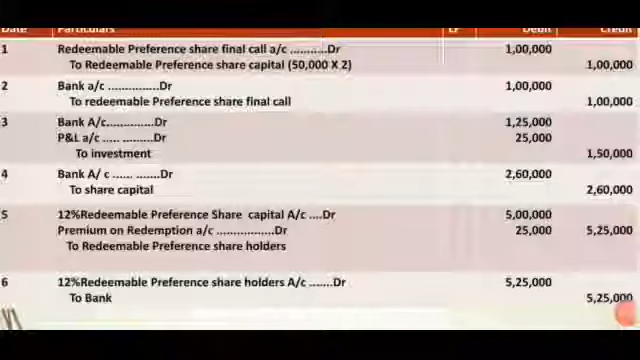 Date Particulars LF Debit Credit
1 Redeemable Preference share final call a/c ...........Dr 1,00,000
To Redeemable Preference share capital (50,000 X 2) 1,00,000
2 Bank a/c ...............Dr 1,00,000
To redeemable Preference share final call 1,00,000
3 Bank A/c..............Dr 1,25,000
P&L a/c ..... .........Dr 25,000
To investment 1,50,000
4 Bank A/ c ...... .......Dr 2,60,000
To share capital 2,60,000
5 12%Redeemable Preference Share capital A/c ....Dr 5,00,000
Premium on Redemption a/c .................Dr 25,000 5,25,000
To Redeemable Preference share holders
6 12%Redeemable Preference share holders A/c .......Dr 5,25,000
To Bank 5,25,000